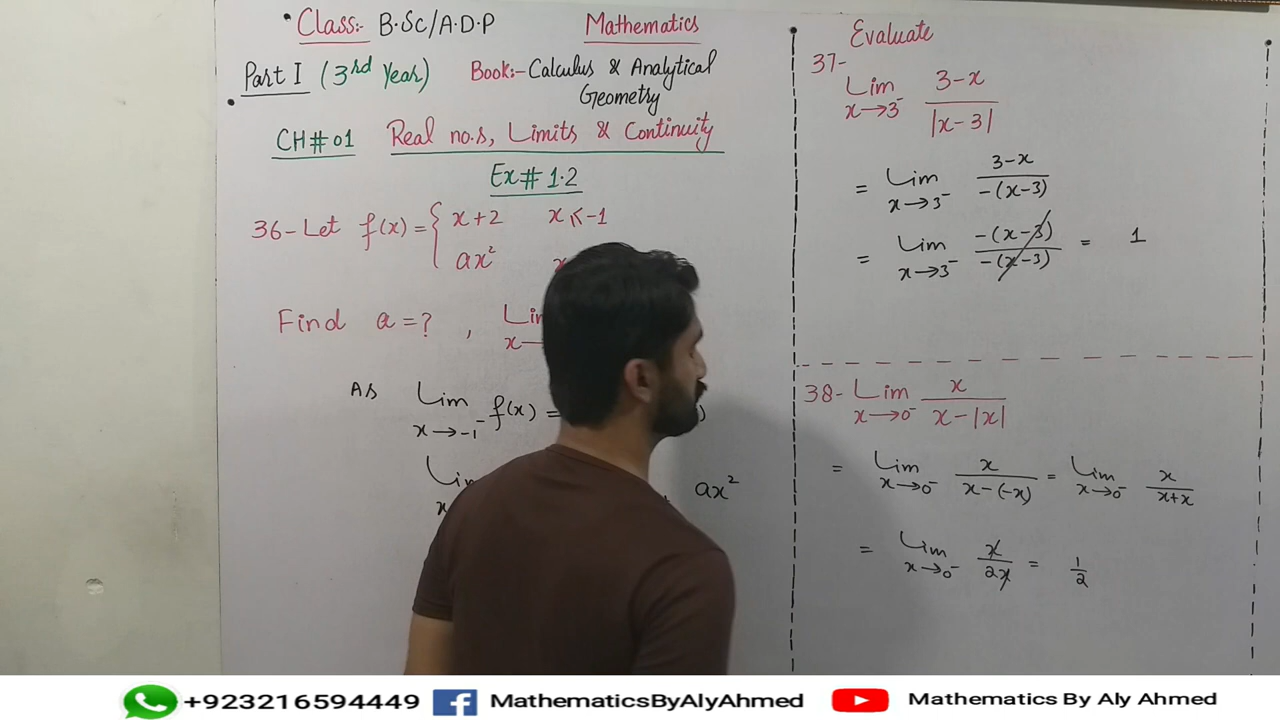 Class:- B.Sc/A.D.P Mathematics
Part I (3rd Year) Book:- Calculus & Analytical
Geometry
CH# 01 Real no.s, Limits & Continuity
Ex# 1.2
36- Let f(x) = { x+2 x < -1
ax²
Find a = ? ,
x→
As Lim f(x) =
x→-1⁻
ax²
Evaluate
37-
Lim 3-x
x→3⁻ |x-3|
= Lim 3-x
x→3⁻ -(x-3)
= Lim -(x-3) = 1
x→3⁻ -(x-3)
38- Lim x
x→0⁻ x-|x|
= Lim x = Lim x
x→0⁻ x-(-x) x→0⁻ x+x
= Lim x = 1
x→0⁻ 2x 2
+923216594449 MathematicsByAlyAhmed Mathematics By Aly Ahmed